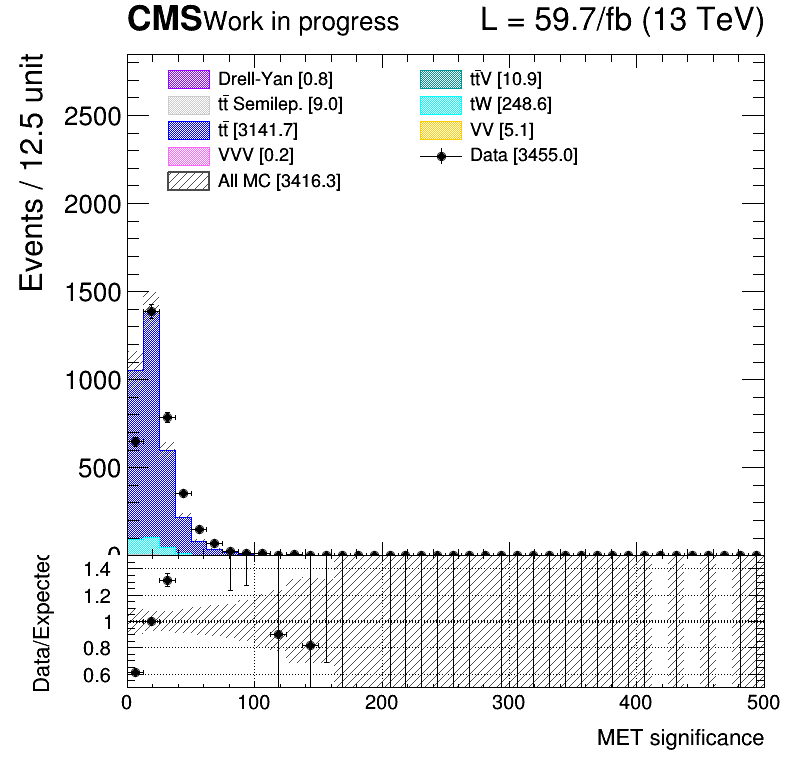 CMS Work in progress L = 59.7/fb (13 TeV)
Events / 12.5 unit
Drell-Yan [0.8]
tt̄ Semilep. [9.0]
tt̄ [3141.7]
VVV [0.2]
All MC [3416.3]
tt̄V [10.9]
tW [248.6]
VV [5.1]
Data [3455.0]
2500
2000
1500
1000
500
0
Data/Expected
1.4
1.2
1
0.8
0.6
0 100 200 300 400 500
MET significance